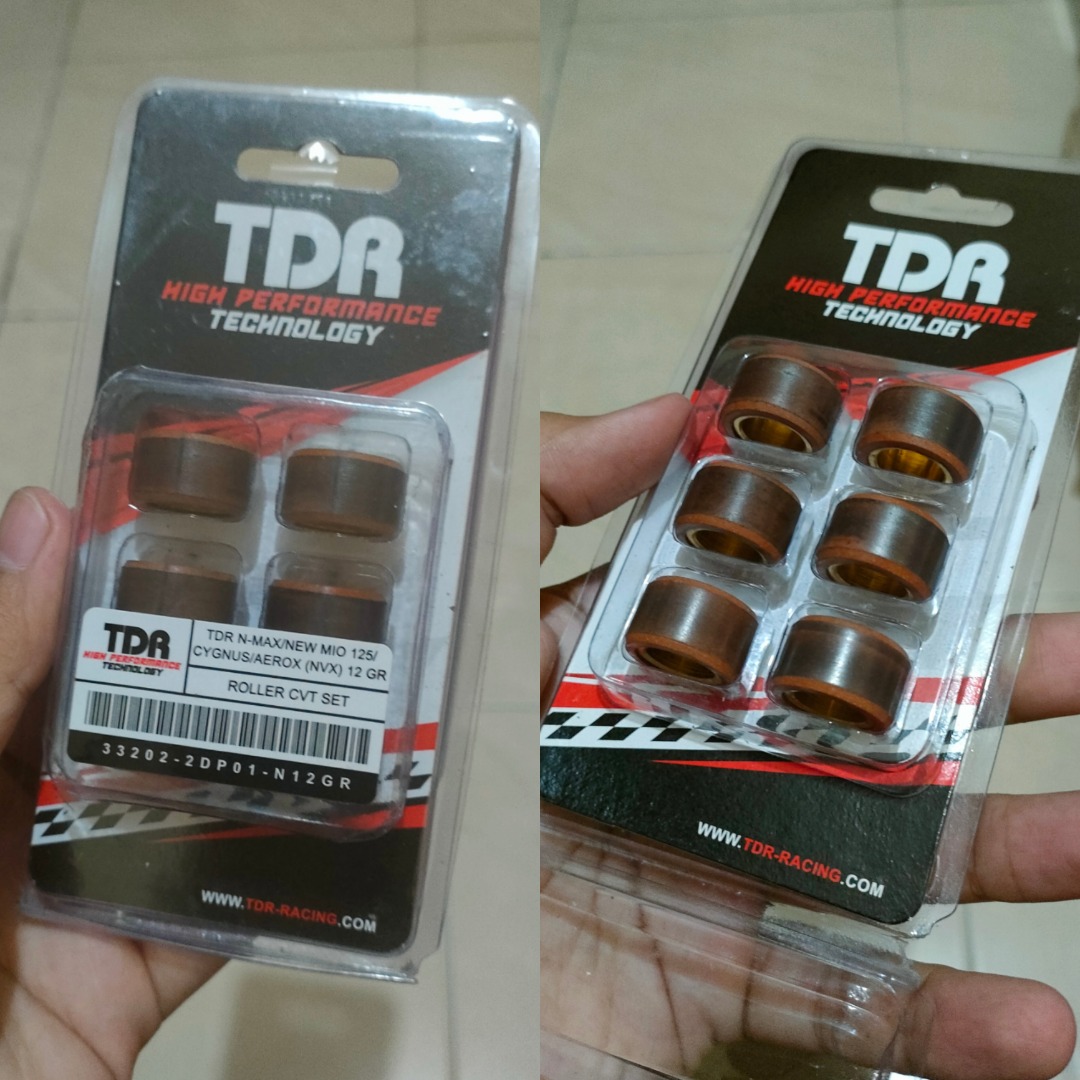 TDR
HIGH PERFORMANCE
TECHNOLOGY
TDR
HIGH PERFORMANCE
TECHNOLOGY
TDR N-MAX/NEW MIO 125/
CYGNUS/AEROX (NVX) 12 GR
ROLLER CVT SET
33202-2DP01-N12GR
WWW.TDR-RACING.COM
TDR
HIGH PERFORMANCE
TECHNOLOGY
WWW.TDR-RACING.COM